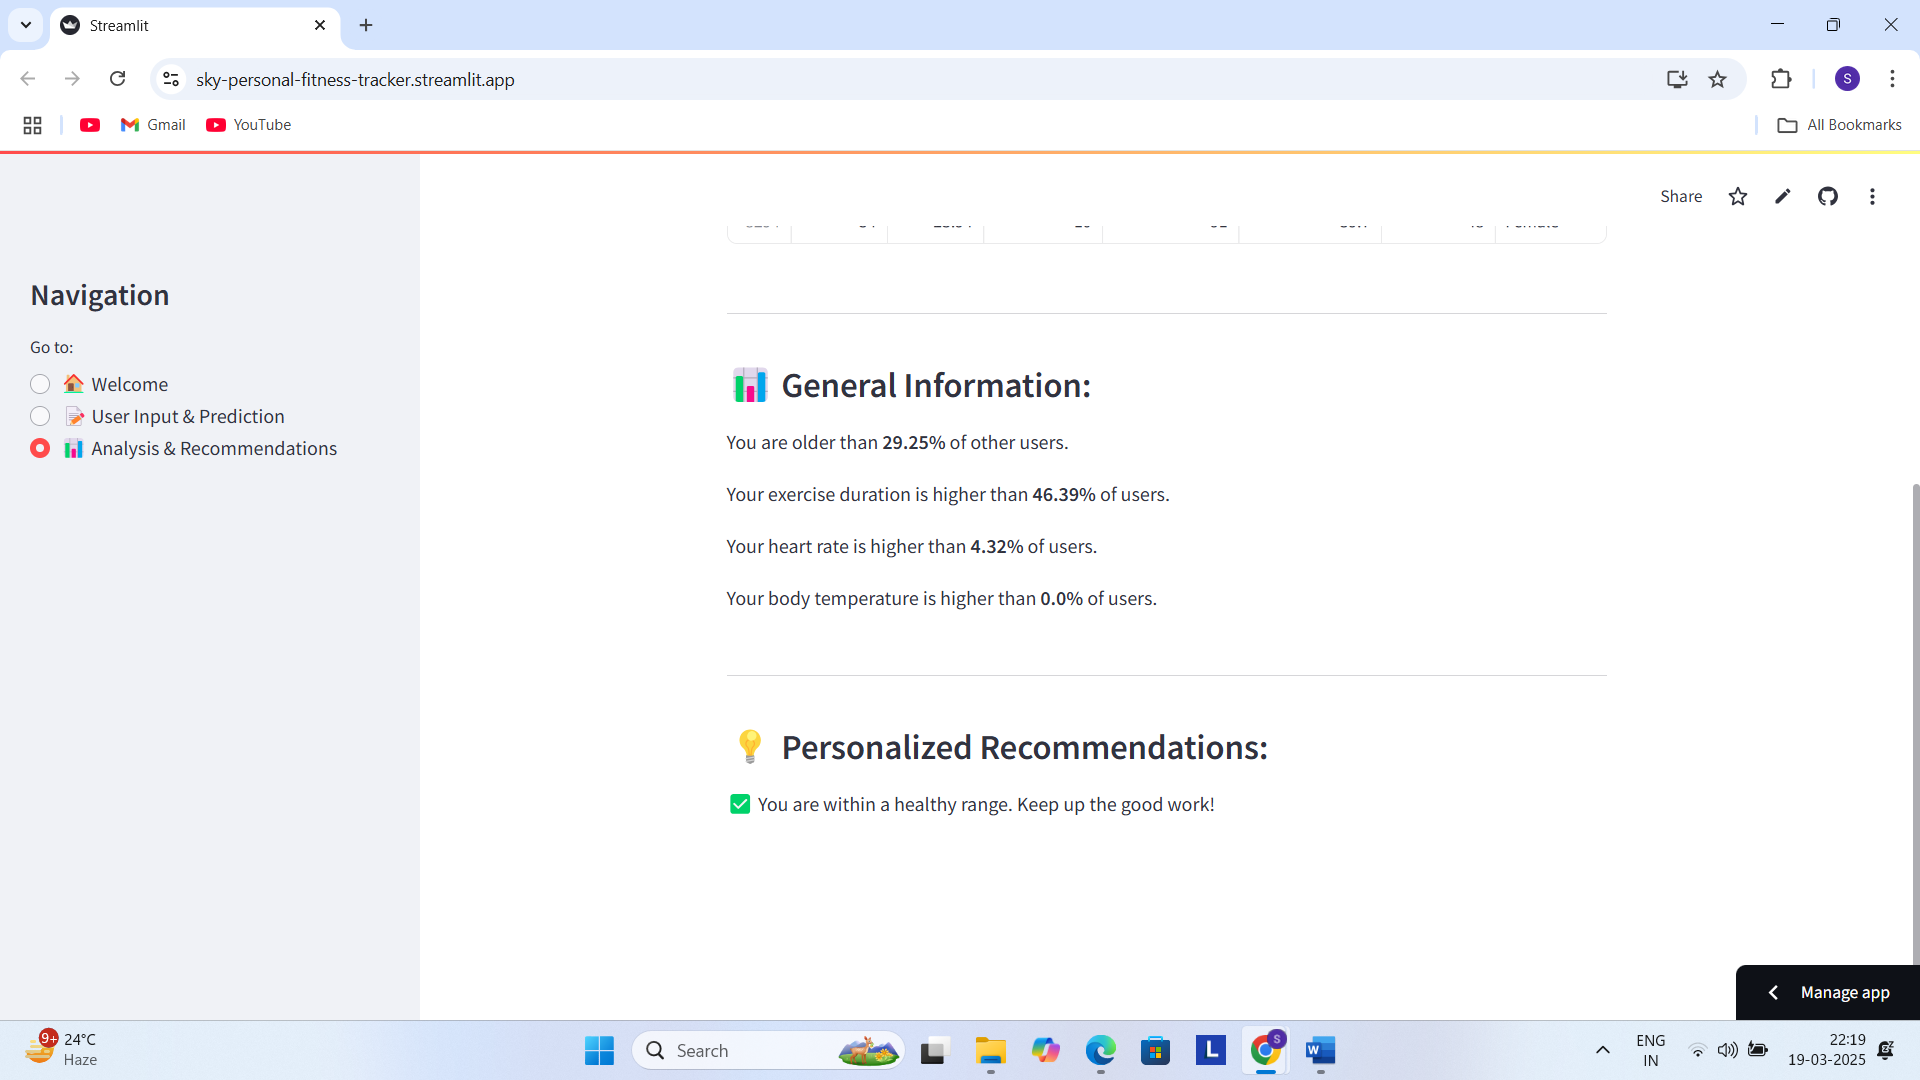 Streamlit
sky-personal-fitness-tracker.streamlit.app
S
Gmail
YouTube
All Bookmarks
Share
Navigation
Go to:
Welcome
User Input & Prediction
Analysis & Recommendations
General Information:
You are older than 29.25% of other users.
Your exercise duration is higher than 46.39% of users.
Your heart rate is higher than 4.32% of users.
Your body temperature is higher than 0.0% of users.
Personalized Recommendations:
You are within a healthy range. Keep up the good work!
Manage app
9+
24°C
Haze
Search
L
S
W
ENG
IN
22:19
19-03-2025